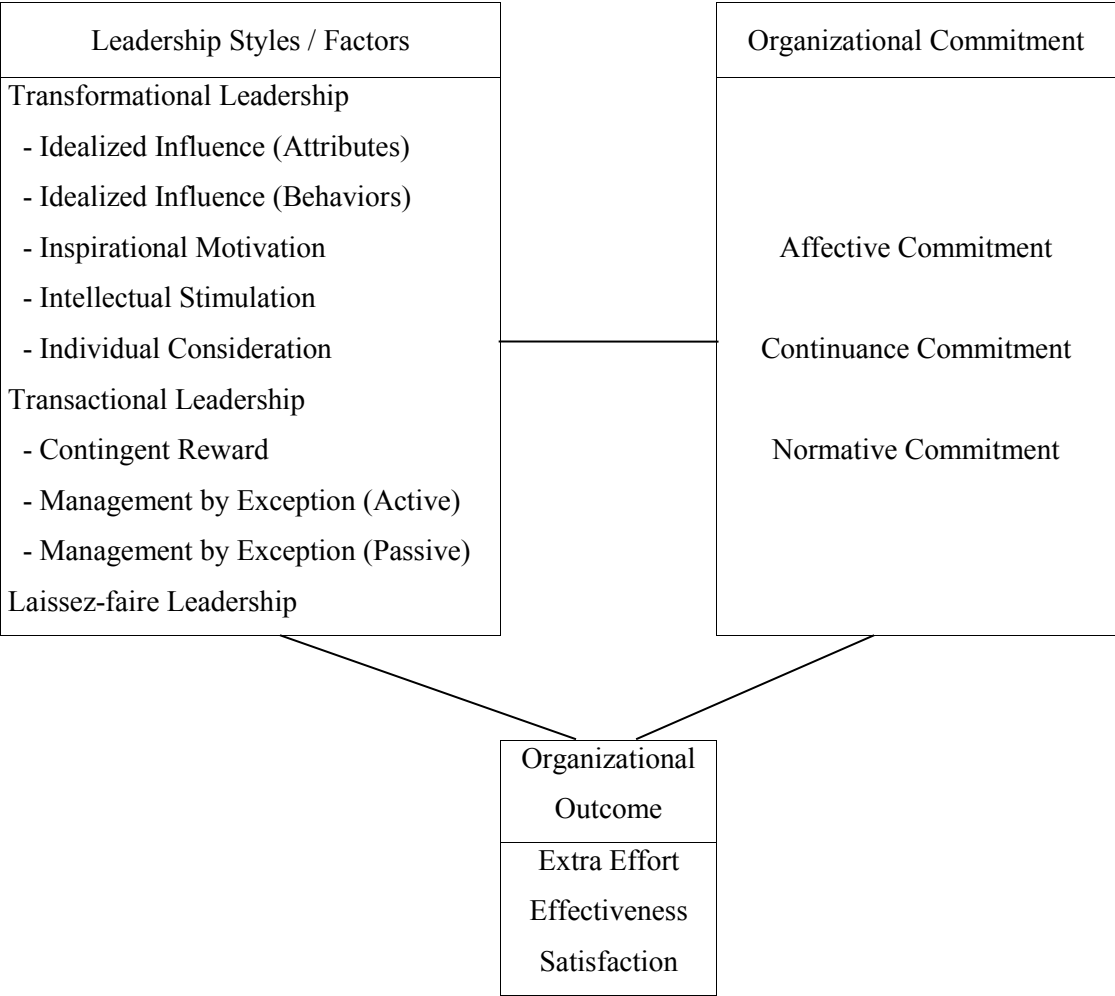 Leadership Styles / Factors
Transformational Leadership
- Idealized Influence (Attributes)
- Idealized Influence (Behaviors)
- Inspirational Motivation
- Intellectual Stimulation
- Individual Consideration
Transactional Leadership
- Contingent Reward
- Management by Exception (Active)
- Management by Exception (Passive)
Laissez-faire Leadership
Organizational Commitment
Affective Commitment
Continuance Commitment
Normative Commitment
Organizational
Outcome
Extra Effort
Effectiveness
Satisfaction